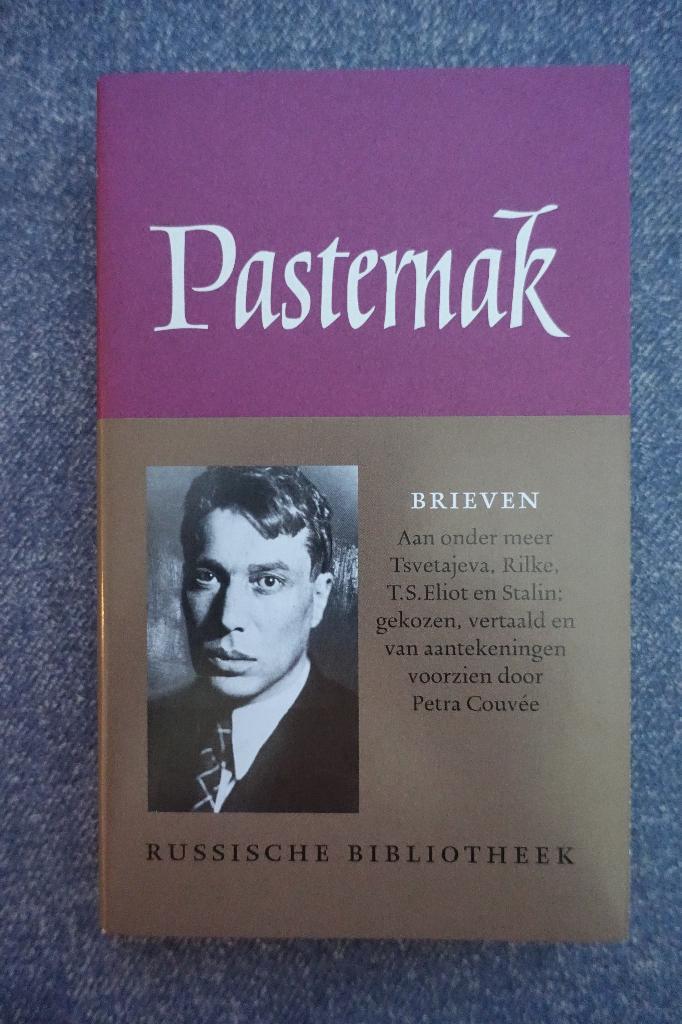 Pasternak
BRIEVEN
Aan onder meer
Tsvetajeva, Rilke,
T.S.Eliot en Stalin;
gekozen, vertaald en
van aantekeningen
voorzien door
Petra Couvée
RUSSISCHE BIBLIOTHEEK